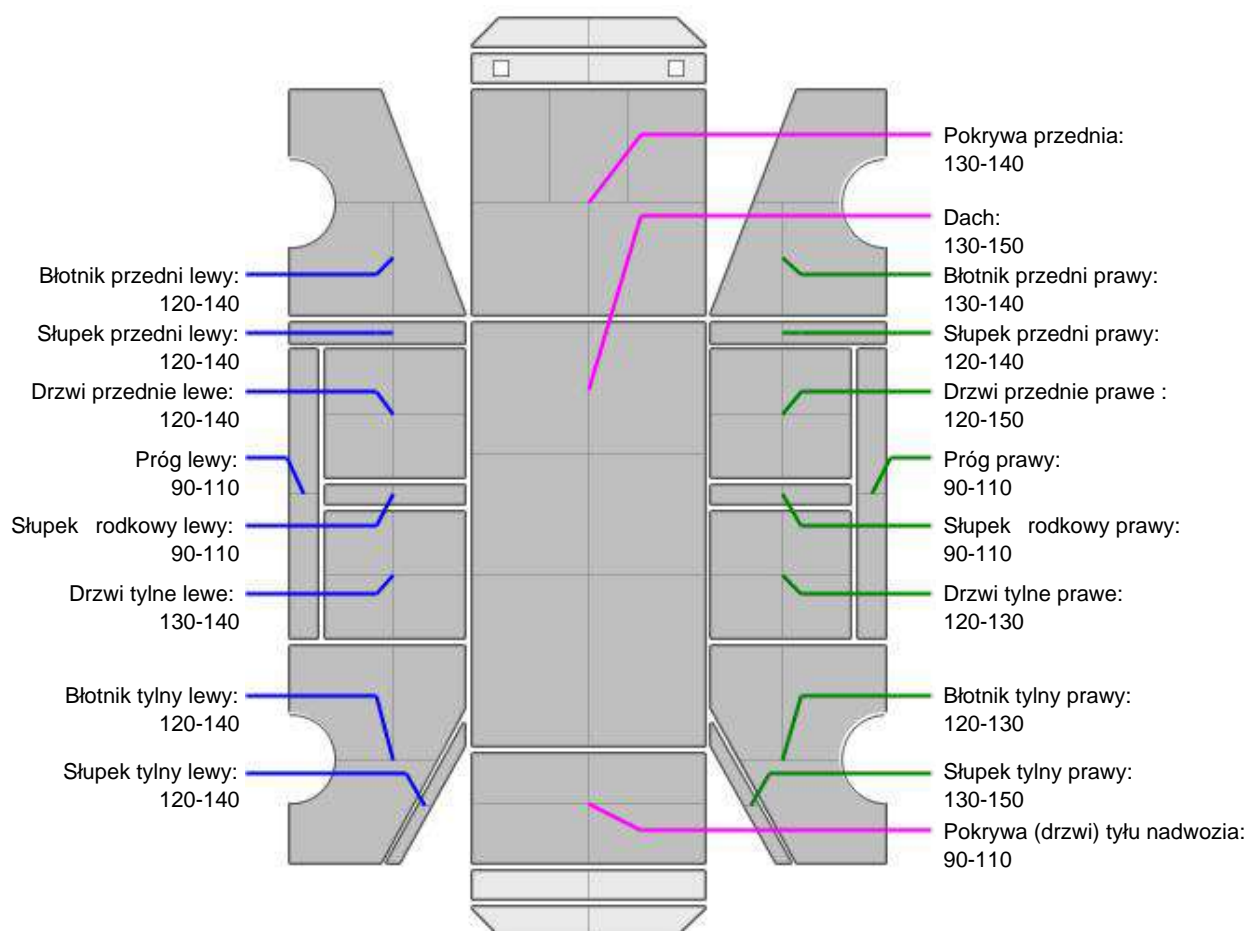 Pokrywa przednia:
130-140
Dach:
130-150
Błotnik przedni lewy:
120-140
Błotnik przedni prawy:
130-140
Słupek przedni lewy:
120-140
Słupek przedni prawy:
120-140
Drzwi przednie lewe:
120-140
Drzwi przednie prawe :
120-150
Próg lewy:
90-110
Próg prawy:
90-110
Słupek   rodkowy lewy:
90-110
Słupek   rodkowy prawy:
90-110
Drzwi tylne lewe:
130-140
Drzwi tylne prawe:
120-130
Błotnik tylny lewy:
120-140
Błotnik tylny prawy:
120-130
Słupek tylny lewy:
120-140
Słupek tylny prawy:
130-150
Pokrywa (drzwi) tyłu nadwozia:
90-110